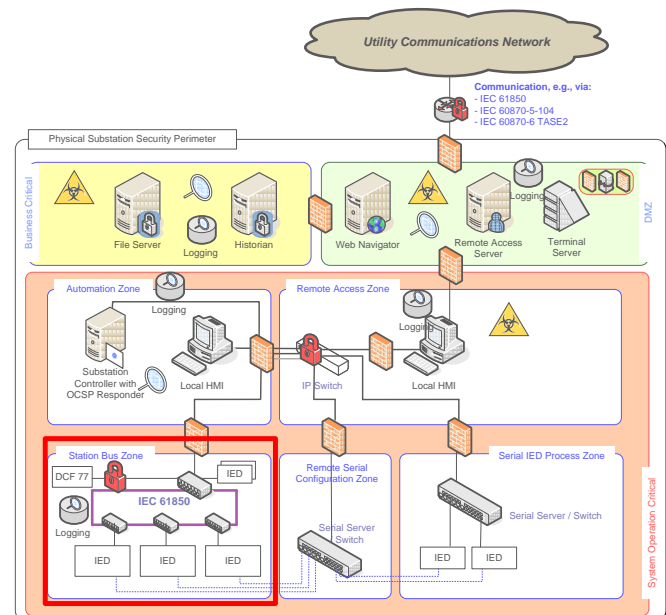 Utility Communications Network
Communication, e.g., via:
- IEC 61850
- IEC 60870-5-104
- IEC 60870-6 TASE2
Physical Substation Security Perimeter
Business Critical
File Server
Logging
Historian
Web Navigator
Logging
Remote Access
Server
Terminal
Server
DMZ
Automation Zone
Logging
Substation
Controller with
OCSP Responder
Local HMI
Remote Access Zone
Logging
IP Switch
Local HMI
Station Bus Zone
DCF 77
IED
IEC 61850
Logging
IED
IED
IED
Remote Serial
Configuration Zone
Serial Server
Switch
Serial IED Process Zone
Serial Server / Switch
IED
IED
System Operation Critical